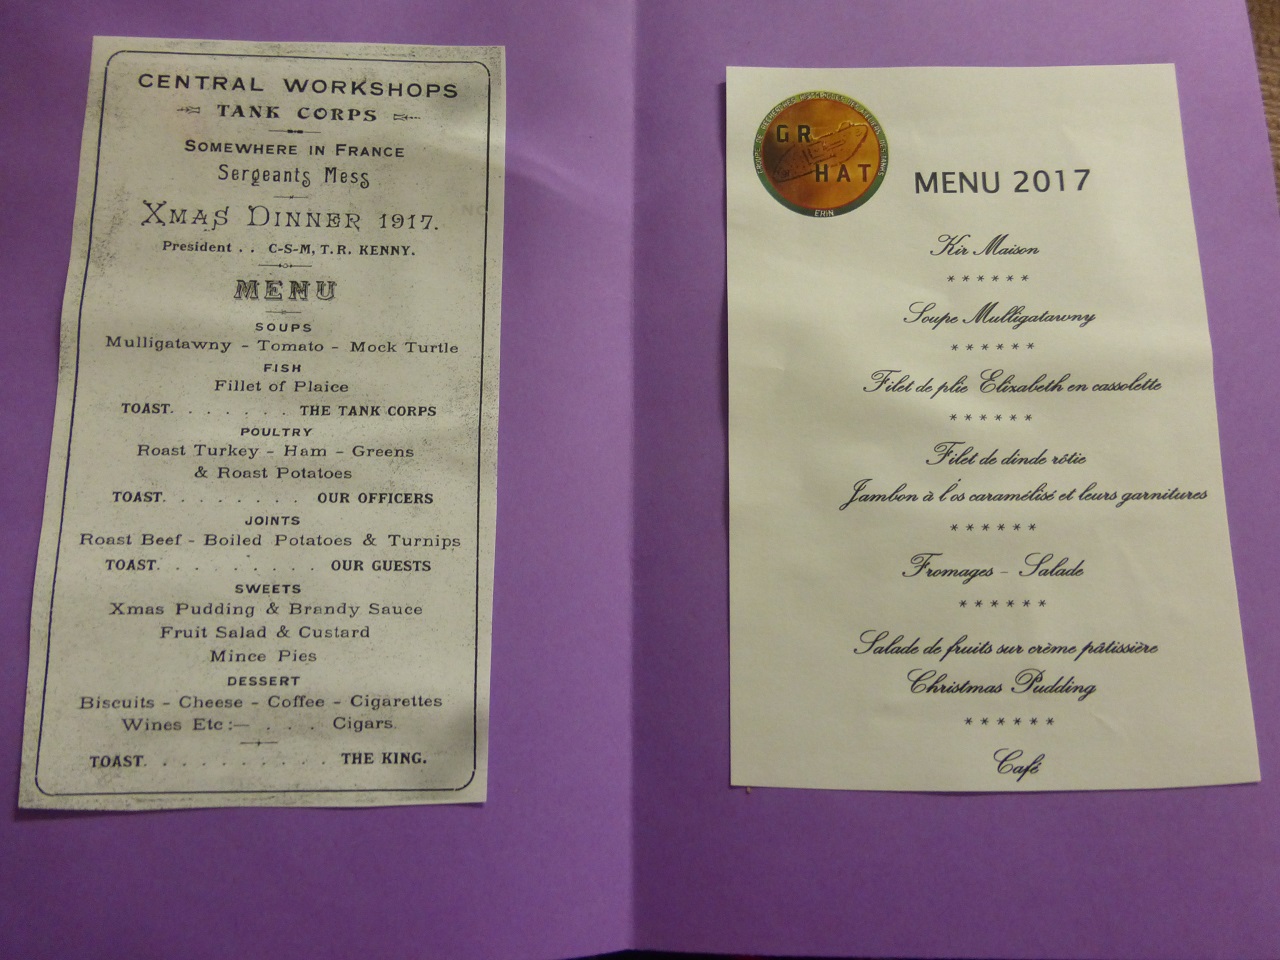 CENTRAL WORKSHOPS
TANK CORPS
SOMEWHERE IN FRANCE
Sergeants Mess
XMAS DINNER 1917.
President . . C-S-M, T. R. KENNY.
MENU
SOUPS
Mulligatawny - Tomato - Mock Turtle
FISH
Fillet of Plaice
TOAST. . . . . . . THE TANK CORPS
POULTRY
Roast Turkey - Ham - Greens
& Roast Potatoes
TOAST. . . . . . . . OUR OFFICERS
JOINTS
Roast Beef - Boiled Potatoes & Turnips
TOAST. . . . . . . . . OUR GUESTS
SWEETS
Xmas Pudding & Brandy Sauce
Fruit Salad & Custard
Mince Pies
DESSERT
Biscuits - Cheese - Coffee - Cigarettes
Wines Etc :— . . . Cigars.
TOAST. . . . . . . . . . THE KING.
GR
HAT
ERIN
MENU 2017
Kir Maison
* * * * * *
Soupe Mulligatawny
* * * * * *
Filet de plie Elizabeth en cassolette
* * * * * *
Filet de dinde rôtie
Jambon à l'os caramélisé et leurs garnitures
* * * * * *
Fromages - Salade
* * * * * *
Salade de fruits sur crème pâtissière
Christmas Pudding
* * * * * *
Café